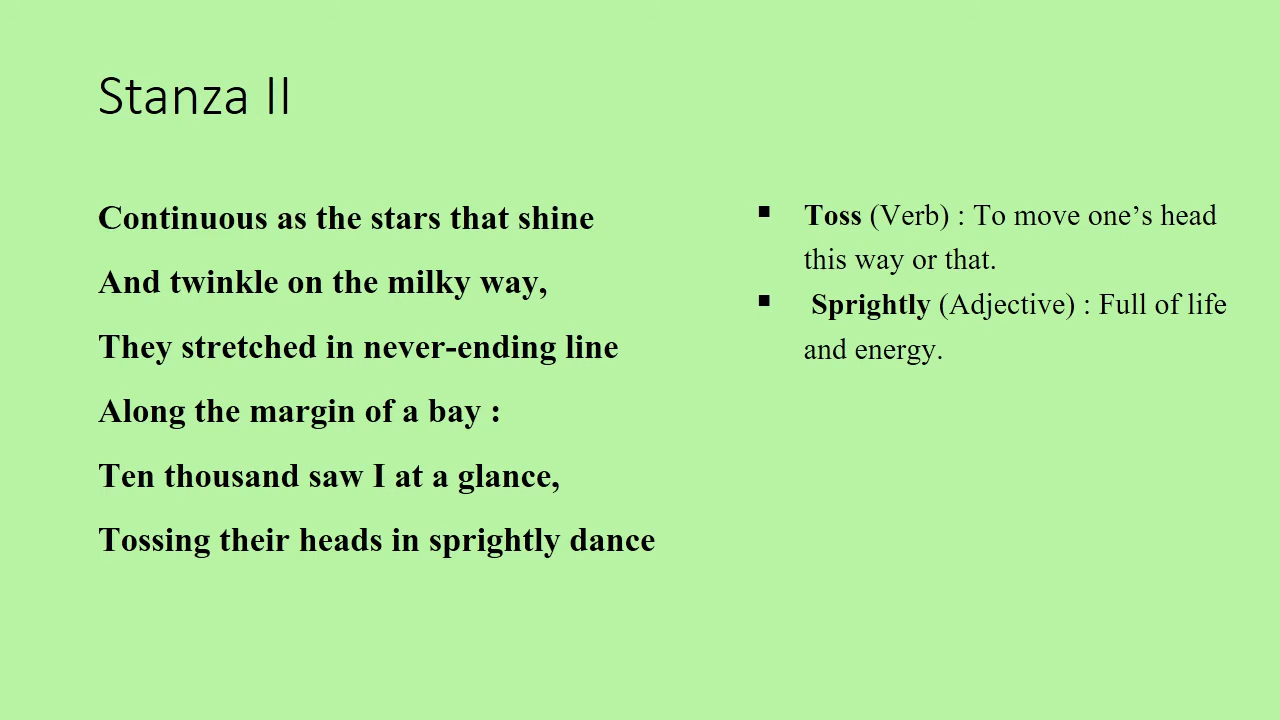 Stanza II
Continuous as the stars that shine
And twinkle on the milky way,
They stretched in never-ending line
Along the margin of a bay :
Ten thousand saw I at a glance,
Tossing their heads in sprightly dance
▪ Toss (Verb) : To move one’s head
this way or that.
▪ Sprightly (Adjective) : Full of life
and energy.